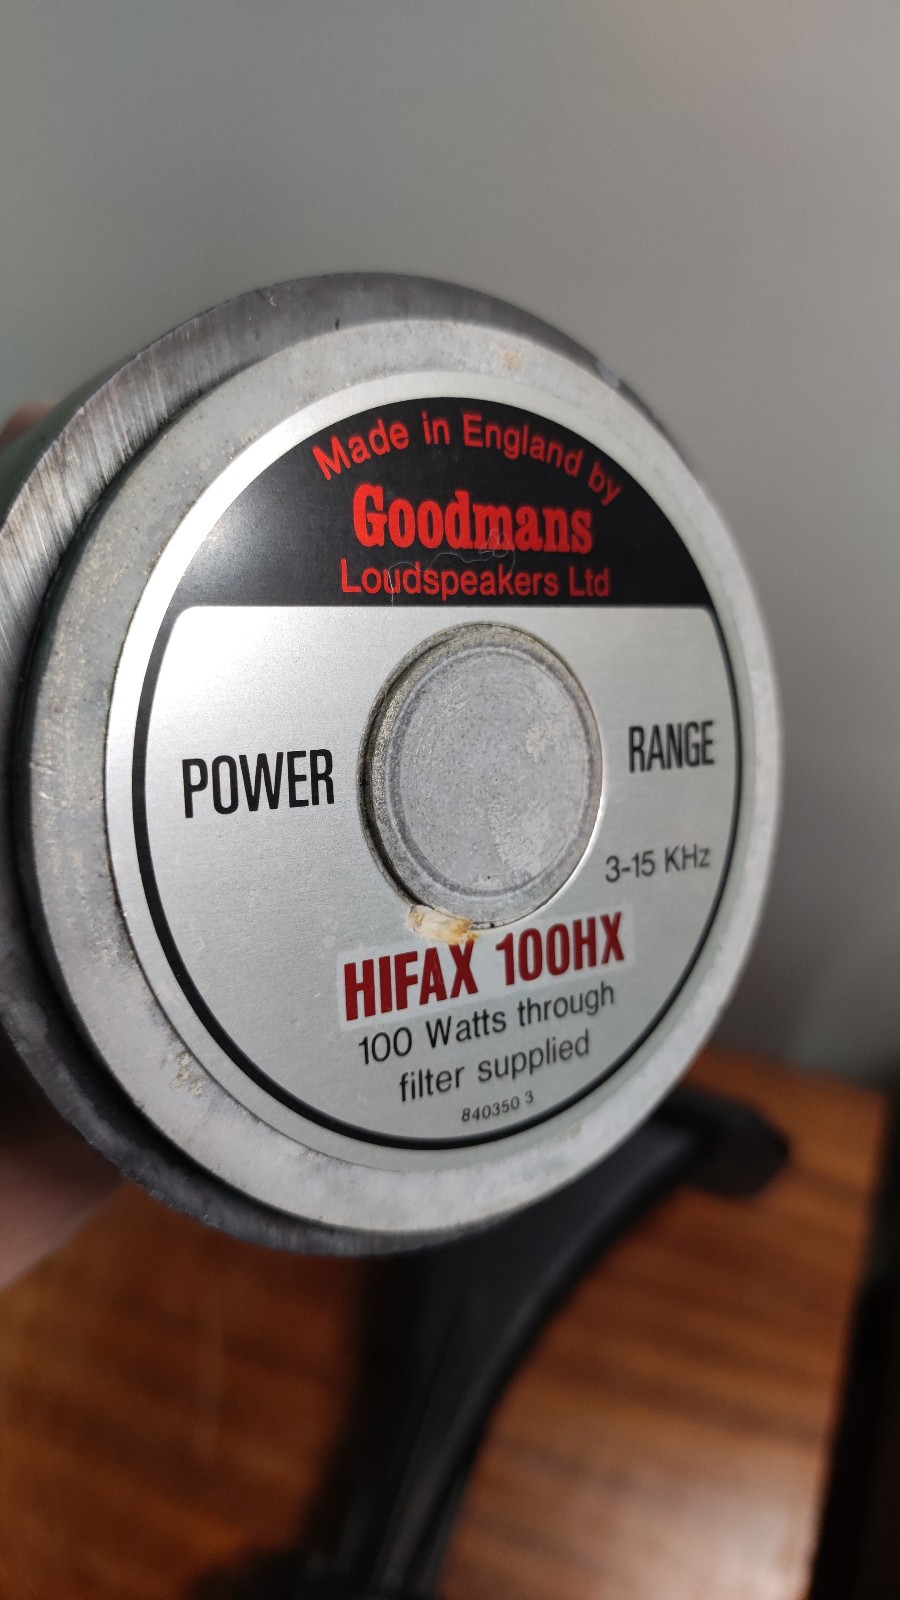 Made in England by
Goodmans
Loudspeakers Ltd
POWER RANGE
3-15 KHz
HIFAX 100HX
100 Watts through
filter supplied
840350 3